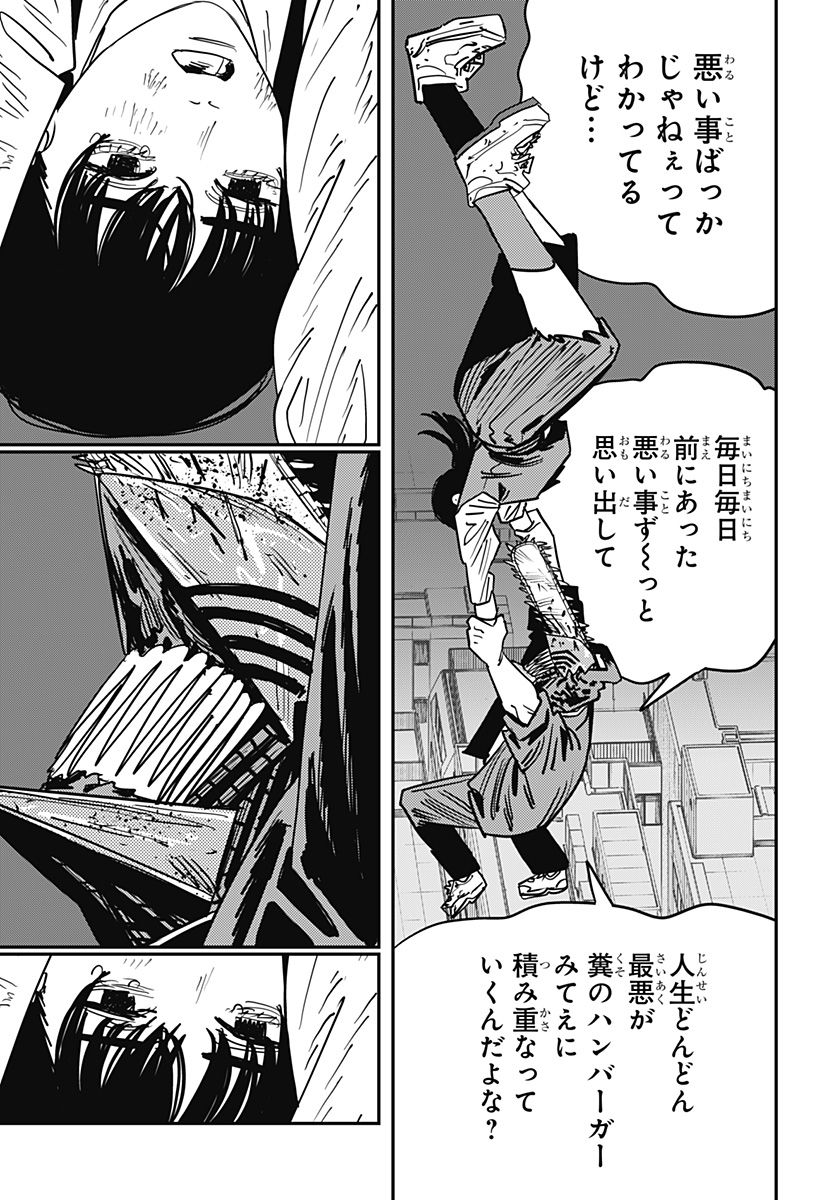 悪い事ばっか
じゃねぇって
わかってる
けど…
毎日毎日
前にあった
悪い事ず〜っと
思い出して
人生どんどん
最悪が
糞のハンバーガー
みてえに
積み重なって
いくんだよな?